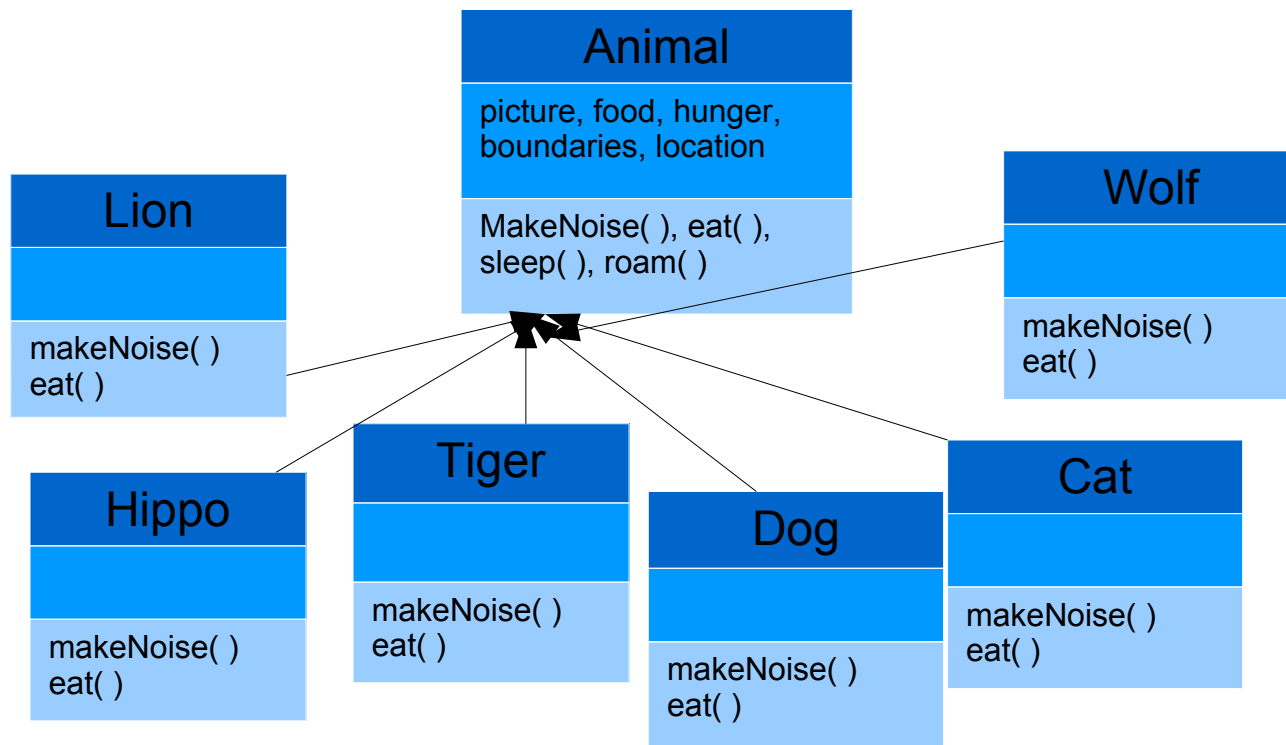 Animal
picture, food, hunger,
boundaries, location
MakeNoise( ), eat( ),
sleep( ), roam( )
Lion
makeNoise( )
eat( )
Wolf
makeNoise( )
eat( )
Hippo
makeNoise( )
eat( )
Tiger
makeNoise( )
eat( )
Dog
makeNoise( )
eat( )
Cat
makeNoise( )
eat( )